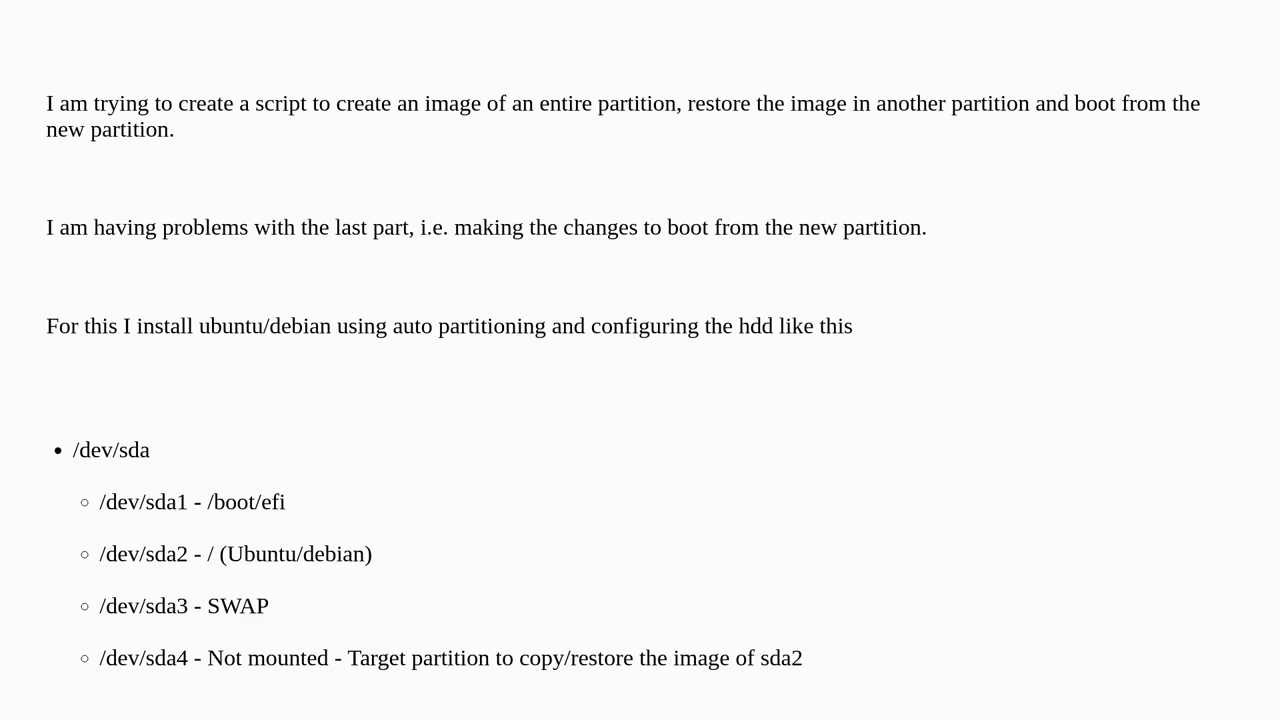 I am trying to create a script to create an image of an entire partition, restore the image in another partition and boot from the
new partition.
I am having problems with the last part, i.e. making the changes to boot from the new partition.
For this I install ubuntu/debian using auto partitioning and configuring the hdd like this
• /dev/sda
○ /dev/sda1 - /boot/efi
○ /dev/sda2 - / (Ubuntu/debian)
○ /dev/sda3 - SWAP
○ /dev/sda4 - Not mounted - Target partition to copy/restore the image of sda2